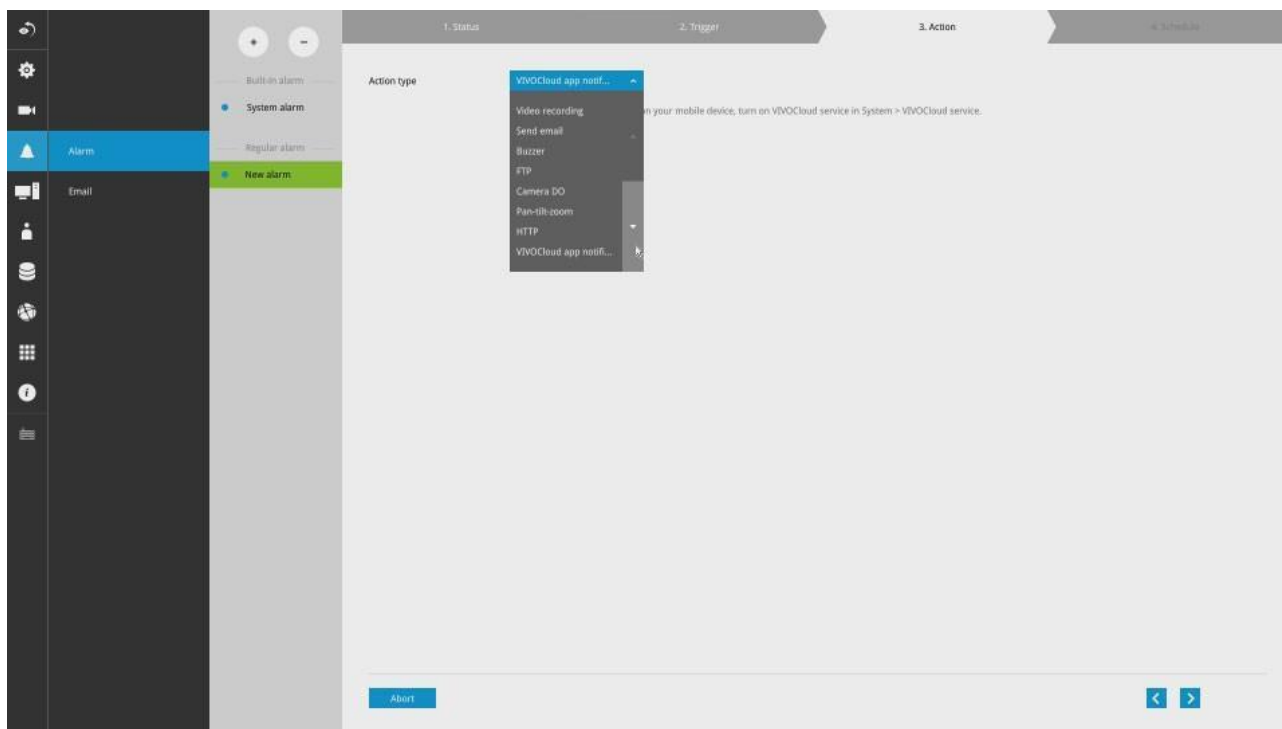 1. Status
2. Trigger
3. Action
4. Schedule
Built-in alarm
System alarm
Regular alarm
New alarm
Alarm
Email
Action type
VIVOCloud app notif...
Video recording
Send email
Buzzer
FTP
Camera DO
Pan-tilt-zoom
HTTP
VIVOCloud app notifi...
n your mobile device, turn on VIVOCloud service in System > VIVOCloud service.
Abort